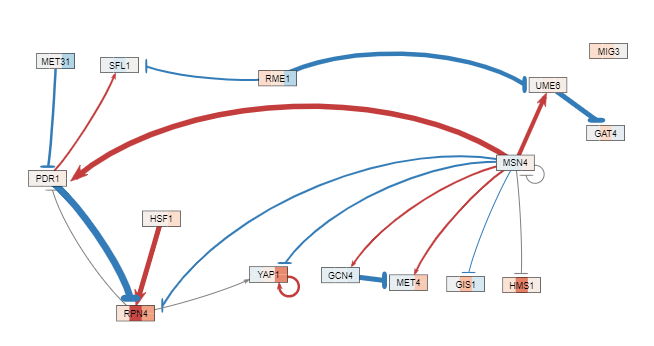 MIG3
MET31
SFL1
RME1
UME6
GAT4
MSN4
PDR1
HSF1
YAP1
GCN4
MET4
GIS1
HMS1
RPN4